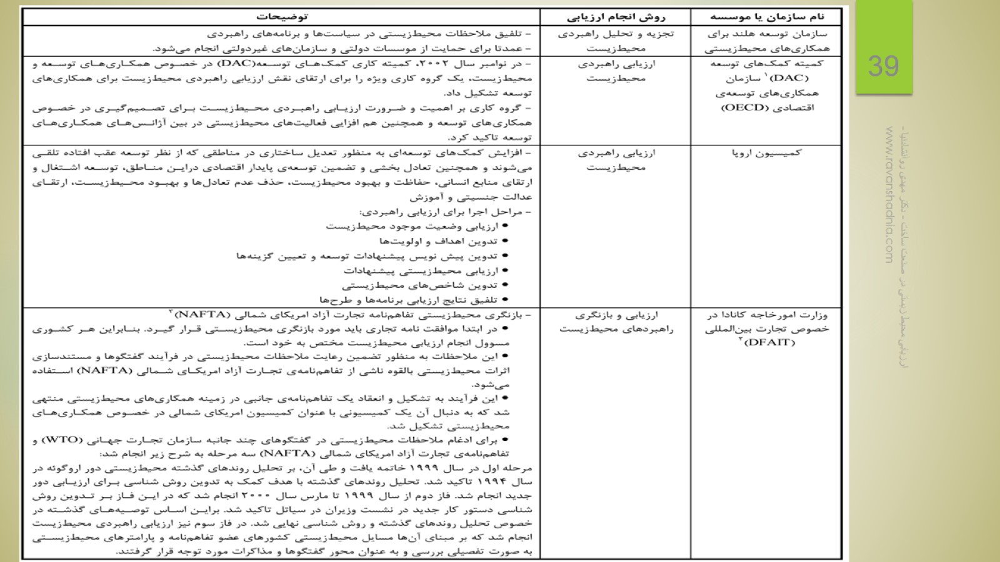 نام سازمان یا موسسه
روش انجام ارزیابی
توضیحات
سازمان توسعه هلند برای
همکاری‌های محیط‌زیستی
تجزیه و تحلیل راهبردی
محیط‌زیست
– تلفیق ملاحظات محیط‌زیستی در سیاست‌ها و برنامه‌های راهبردی
– عمدتا برای حمایت از موسسات دولتی و سازمان‌های غیردولتی انجام می‌شود.
کمیته کمک‌های توسعه
(DAC)۱ سازمان
همکاری‌های توسعه‌ی
اقتصادی (OECD)
ارزیابی راهبردی
محیط‌زیست
– در نوامبر سال ۲۰۰۲، کمیته کاری کمک‌های توسعه(DAC) در خصوص همکاری‌های توسعه و
محیط‌زیست، یک گروه کاری ویژه را برای ارتقای نقش ارزیابی راهبردی محیط‌زیست برای همکاری‌های
توسعه تشکیل داد.
– گروه کاری بر اهمیت و ضرورت ارزیابی راهبردی محیط‌زیست برای تصمیم‌گیری در خصوص
همکاری‌های توسعه و همچنین هم افزایی فعالیت‌های محیط‌زیستی در بین آژانس‌های همکاری‌های
توسعه تاکید کرد.
کمیسیون اروپا
ارزیابی راهبردی
محیط‌زیست
– افزایش کمک‌های توسعه‌ای به منظور تعدیل ساختاری در مناطقی که از نظر توسعه عقب افتاده تلقی
می‌شوند و همچنین تعادل بخشی و تضمین توسعه‌ی پایدار اقتصادی دراین مناطق، توسعه اشتغال و
ارتقای منابع انسانی، حفاظت و بهبود محیط‌زیست، حذف عدم تعادل‌ها و بهبود محیط‌زیست، ارتقای
عدالت جنسیتی و آموزش
– مراحل اجرا برای ارزیابی راهبردی:
● ارزیابی وضعیت موجود محیط‌زیست
● تدوین اهداف و اولویت‌ها
● تدوین پیش نویس پیشنهادات توسعه و تعیین گزینه‌ها
● ارزیابی محیط‌زیستی پیشنهادات
● تدوین شاخص‌های محیط‌زیستی
● تلفیق نتایج ارزیابی برنامه‌ها و طرح‌ها
وزارت امورخاجه کانادا در
خصوص تجارت بین‌المللی
(DFAIT)۲
ارزیابی و بازنگری
راهبردهای محیط‌زیست
– بازنگری محیط‌زیستی تفاهم‌نامه تجارت آزاد امریکای شمالی (NAFTA)۳
● در ابتدا موافقت نامه تجاری باید مورد بازنگری محیط‌زیستی قرار گیرد. بنابراین هر کشوری
مسوول انجام ارزیابی محیط‌زیست مختص به خود است.
● این ملاحظات به منظور تضمین رعایت ملاحظات محیط‌زیستی در فرآیند گفتگوها و مستندسازی
اثرات محیط‌زیستی بالقوه ناشی از تفاهم‌نامه‌ی تجارت آزاد امریکای شمالی (NAFTA) استفاده
می‌شود.
● این فرآیند به تشکیل و انعقاد یک تفاهم‌نامه‌ی جانبی در زمینه همکاری‌های محیط‌زیستی منتهی
شد که به دنبال آن یک کمیسیونی با عنوان کمیسیون امریکای شمالی در خصوص همکاری‌های
محیط‌زیستی تشکیل شد.
● برای ادغام ملاحظات محیط‌زیستی در گفتگوهای چند جانبه سازمان تجارت جهانی (WTO) و
تفاهم‌نامه‌ی تجارت آزاد امریکای شمالی (NAFTA) سه مرحله به شرح زیر انجام شد:
مرحله اول در سال ۱۹۹۹ خاتمه یافت و طی آن، بر تحلیل روندهای گذشته محیط‌زیستی دور اروگوئه در
سال ۱۹۹۴ تاکید شد. تحلیل روندهای گذشته با هدف کمک به تدوین روش شناسی برای ارزیابی دور
جدید انجام شد. فاز دوم از سال ۱۹۹۹ تا مارس سال ۲۰۰۰ انجام شد که در این فاز بر تدوین روش
شناسی دستور کار جدید در نشست وزیران در سیاتل تاکید شد. براین اساس توصیه‌های گذشته در
خصوص تحلیل روندهای گذشته و روش شناسی نهایی شد. در فاز سوم نیز ارزیابی راهبردی محیط‌زیست
انجام شد که بر مبنای آن‌ها مسایل محیط‌زیستی کشورهای عضو تفاهم‌نامه و پارامترهای محیط‌زیستی
به صورت تفصیلی بررسی و به عنوان محور گفتگوها و مذاکرات مورد توجه قرار گرفتند.
39
ارزیابی محیط زیستی در صنعت ساخت - دکتر مهدی روانشادنیا -
www.ravanshadnia.com